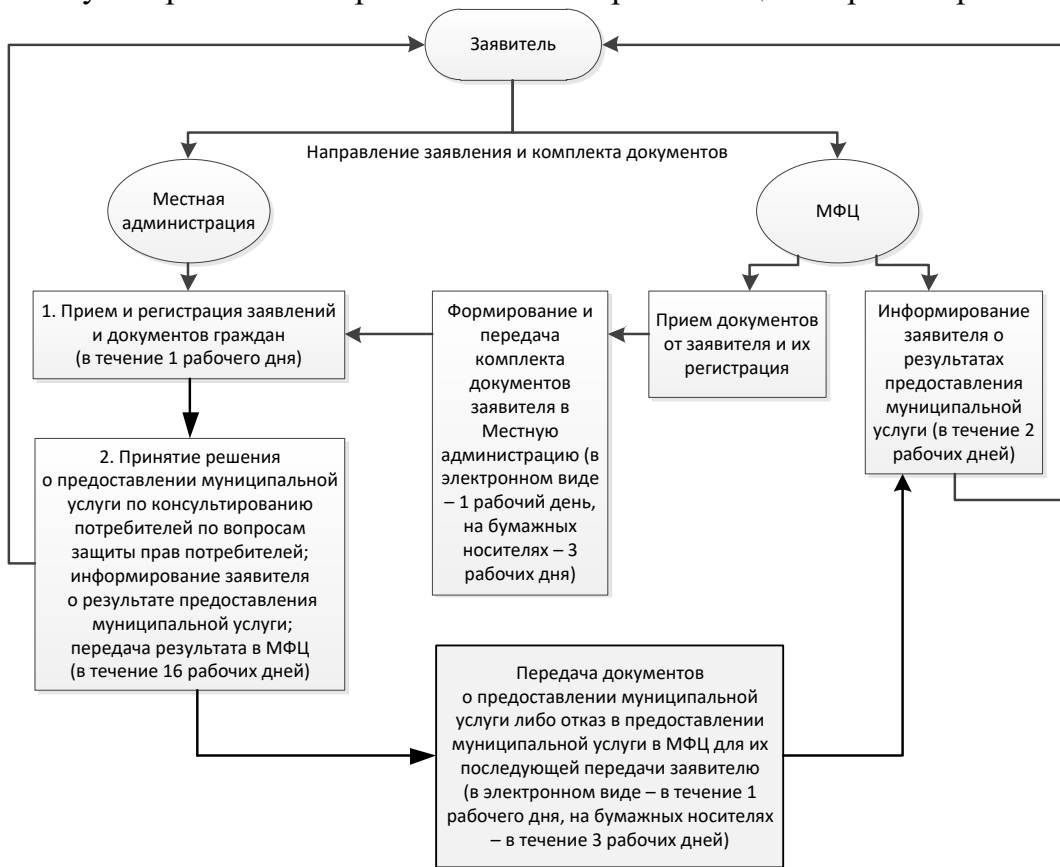 Заявитель
Направление заявления и комплекта документов
Местная
администрация
МФЦ
1. Прием и регистрация заявлений
и документов граждан
(в течение 1 рабочего дня)
Формирование и
передача
комплекта
документов
заявителя в
Местную
администрацию (в
электронном виде
– 1 рабочий день,
на бумажных
носителях – 3
рабочих дня)
Прием документов
от заявителя и их
регистрация
Информирование
заявителя о
результатах
предоставления
муниципальной
услуги (в течение 2
рабочих дней)
2. Принятие решения
о предоставлении муниципальной
услуги по консультированию
потребителей по вопросам
защиты прав потребителей;
информирование заявителя
о результате предоставления
муниципальной услуги;
передача результата в МФЦ
(в течение 16 рабочих дней)
Передача документов
о предоставлении муниципальной
услуги либо отказ в предоставлении
муниципальной услуги в МФЦ для их
последующей передачи заявителю
(в электронном виде – в течение 1
рабочего дня, на бумажных носителях
– в течение 3 рабочих дней)